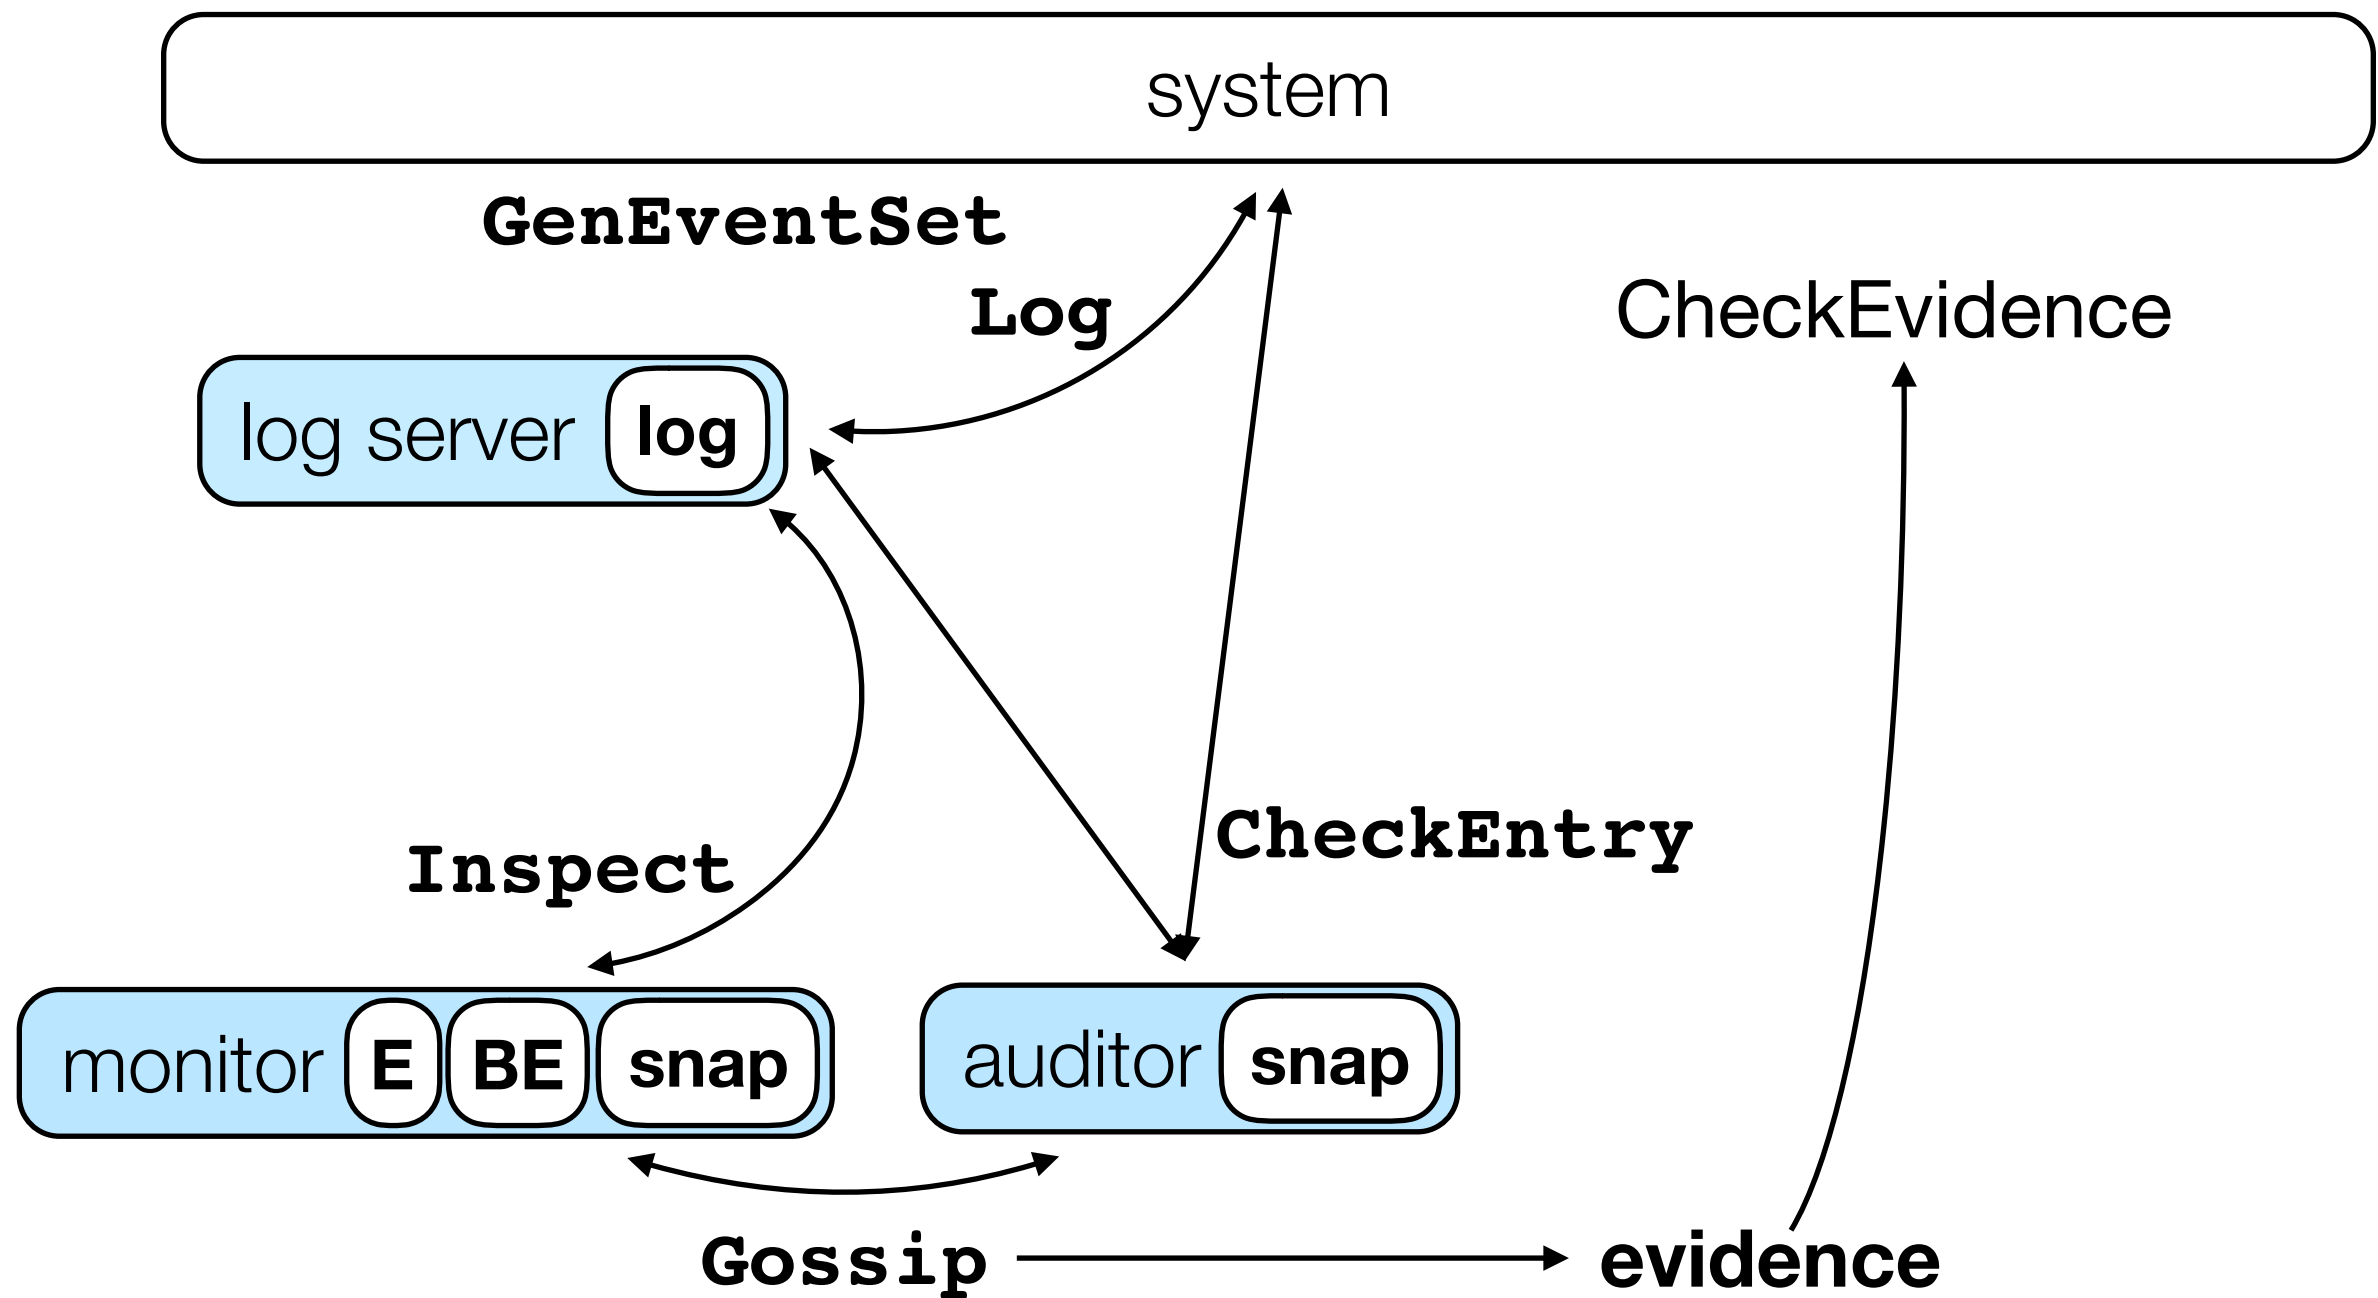 system
GenEventSet
Log
CheckEvidence
log server log
CheckEntry
Inspect
monitor E BE snap
auditor snap
Gossip
evidence